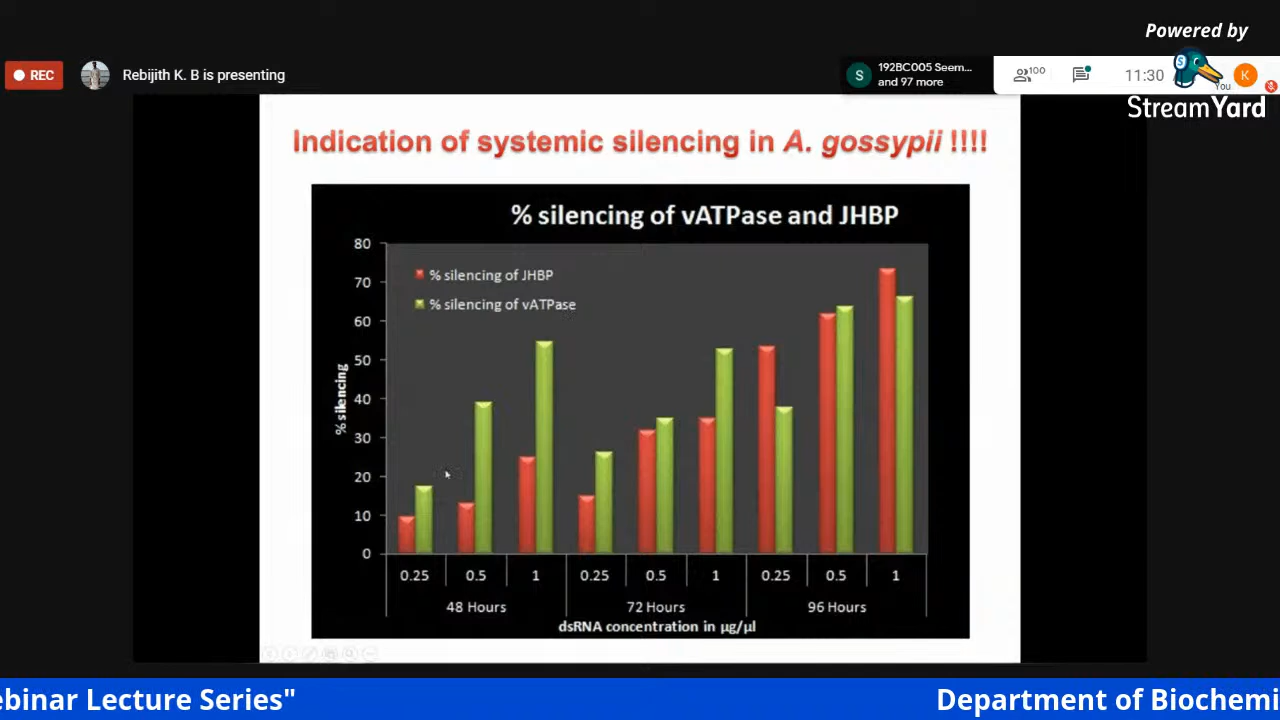 Powered by
StreamYard
REC
Rebijith K. B is presenting
S
192BC005 Seem...
and 97 more
100
11:30
You
K
Indication of systemic silencing in A. gossypii !!!!
% silencing of vATPase and JHBP
80
70
60
50
40
30
20
10
0
% silencing
% silencing of JHBP
% silencing of vATPase
0.25 0.5 1 0.25 0.5 1 0.25 0.5 1
48 Hours 72 Hours 96 Hours
dsRNA concentration in µg/µl
ebinar Lecture Series" Department of Biochemi